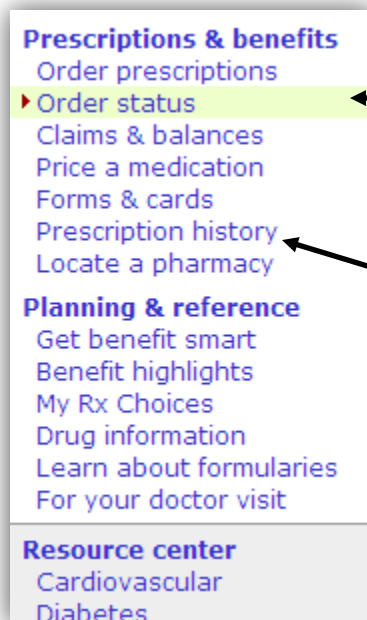 Prescriptions & benefits
Order prescriptions
Order status
Claims & balances
Price a medication
Forms & cards
Prescription history
Locate a pharmacy
Planning & reference
Get benefit smart
Benefit highlights
My Rx Choices
Drug information
Learn about formularies
For your doctor visit
Resource center
Cardiovascular
Diabetes